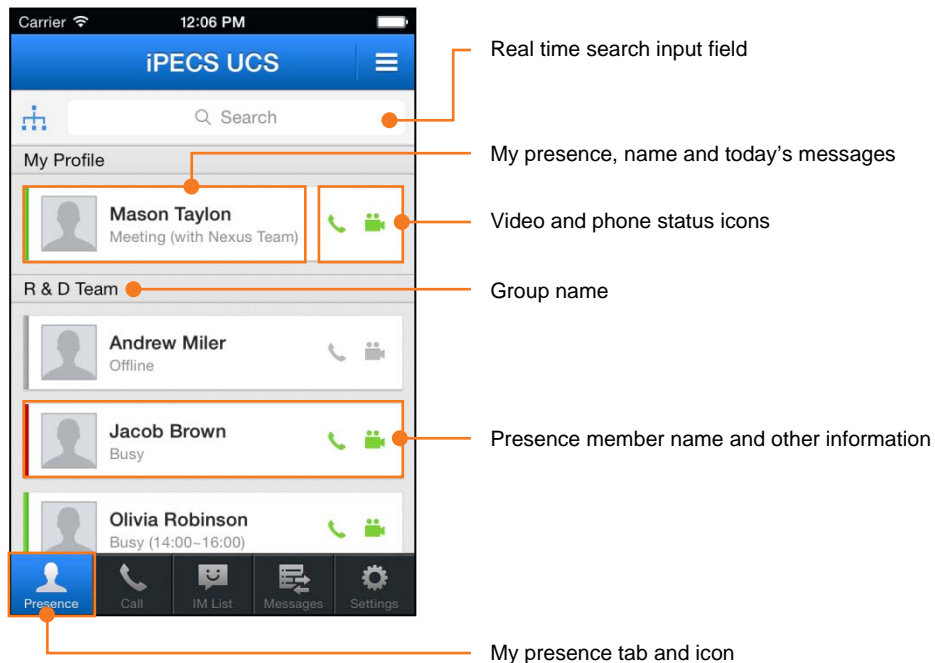 Carrier 12:06 PM
iPECS UCS
Real time search input field
Search
My Profile
My presence, name and today's messages
Mason Taylon
Meeting (with Nexus Team)
Video and phone status icons
R & D Team
Group name
Andrew Miler
Offline
Jacob Brown
Busy
Presence member name and other information
Olivia Robinson
Busy (14:00~16:00)
Presence Call IM List Messages Settings
My presence tab and icon